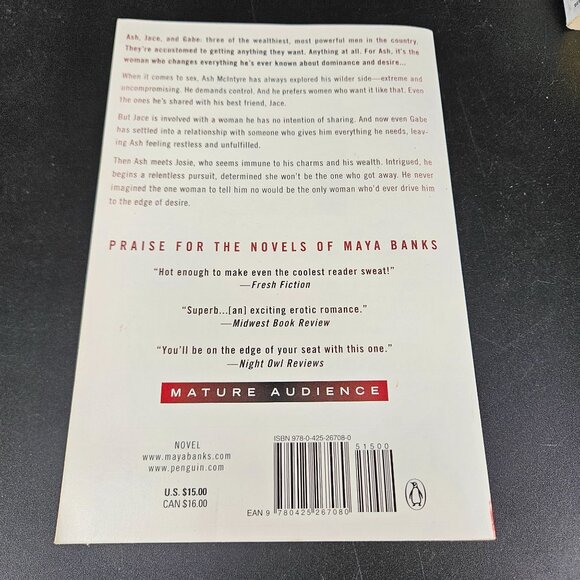 Ash, Jace, and Gabe: three of the wealthiest, most powerful men in the country.
They're accustomed to getting anything they want. Anything at all. For Ash, it's the
woman who changes everything he's ever known about dominance and desire...
When it comes to sex, Ash McIntyre has always explored his wilder side—extreme and
uncompromising. He demands control. And he prefers women who want it like that. Even
the ones he's shared with his best friend, Jace.
But Jace is involved with a woman he has no intention of sharing. And now even Gabe
has settled into a relationship with someone who gives him everything he needs, leav-
ing Ash feeling restless and unfulfilled.
Then Ash meets Josie, who seems immune to his charms and his wealth. Intrigued, he
begins a relentless pursuit, determined she won't be the one who got away. He never
imagined the one woman to tell him no would be the only woman who'd ever drive him
to the edge of desire.
PRAISE FOR THE NOVELS OF MAYA BANKS
"Hot enough to make even the coolest reader sweat!"
—Fresh Fiction
"Superb...[an] exciting erotic romance."
—Midwest Book Review
"You'll be on the edge of your seat with this one."
—Night Owl Reviews
MATURE AUDIENCE
NOVEL
www.mayabanks.com
www.penguin.com
U.S. $15.00
CAN $16.00
ISBN 978-0-425-26708-0
51500
EAN 9 780425 267080